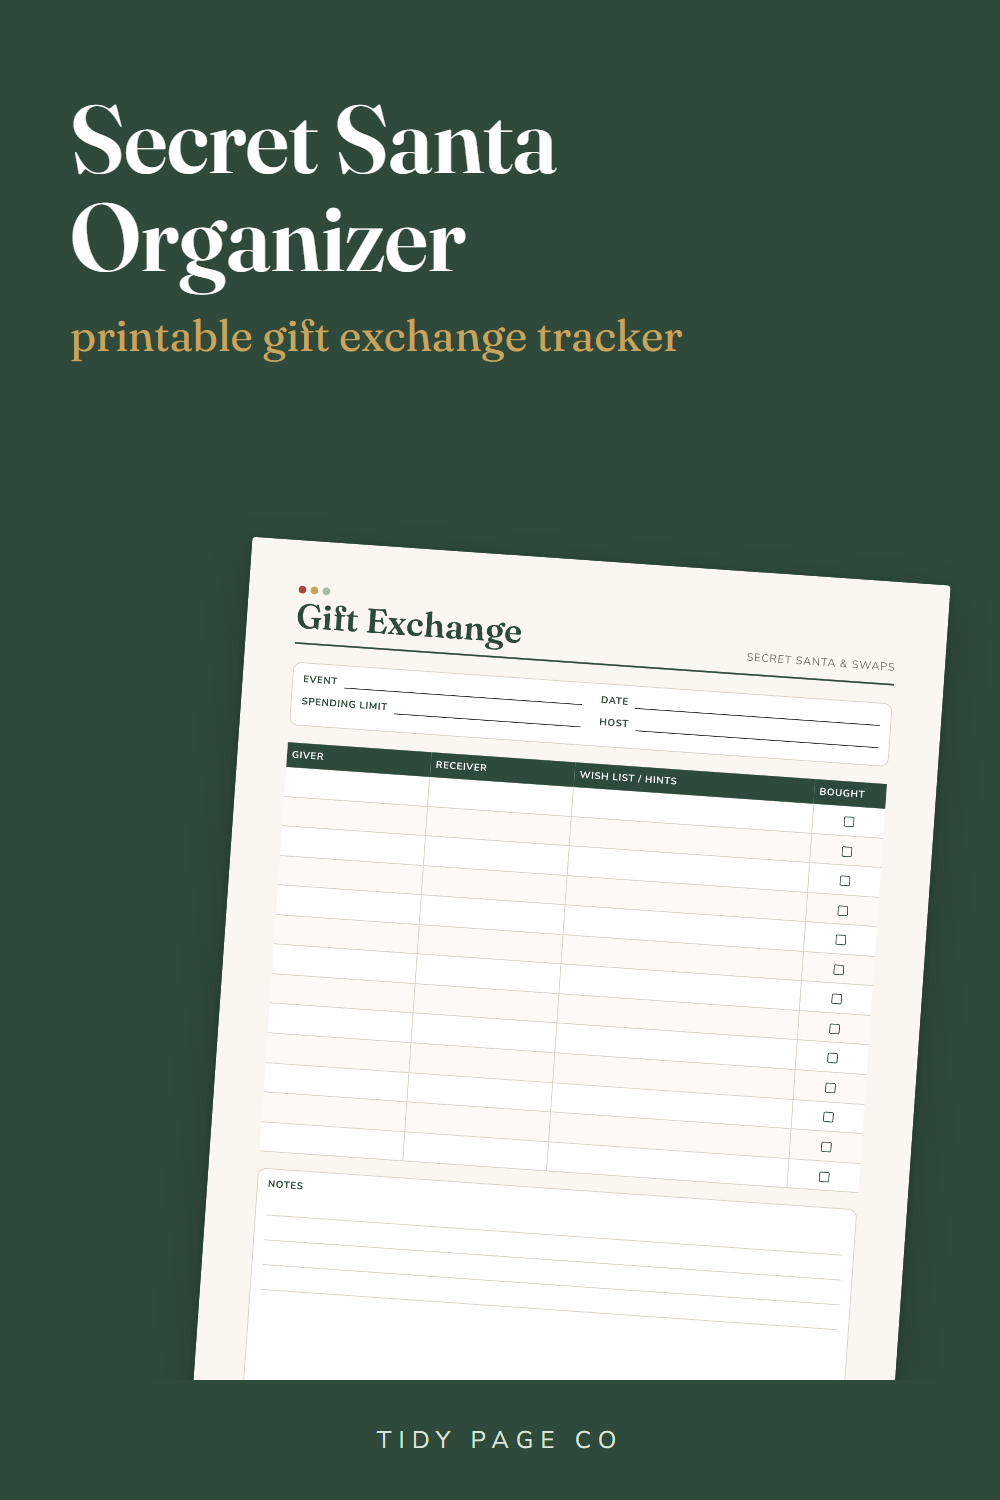 Secret Santa
Organizer
printable gift exchange tracker
Gift Exchange
SECRET SANTA & SWAPS
EVENT
DATE
SPENDING LIMIT
HOST
GIVER RECEIVER WISH LIST / HINTS BOUGHT
NOTES
TIDY PAGE CO